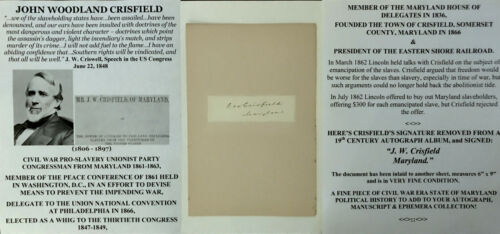 JOHN WOODLAND CRISFIELD
"...we of the slaveholding states have been...assailed...have been
denounced, and our ears have been insulted with doctrines of the
most dangerous and violent character – doctrines which point
the assassin's dagger, light the incendiary's match, and strips
murder of its crime...I will not add fuel to the flame...I have an
abiding confidence that...Southern rights will be vindicated, and
that all will be well." J. W. Criswell, Speech in the US Congress
June 22, 1848
MR. J. W. CRISFIELD, OF MARYLAND,
(1806 - 1897)
CIVIL WAR PRO-SLAVERY UNIONIST PARTY
CONGRESSMAN FROM MARYLAND 1861-1863,
MEMBER OF THE PEACE CONFERENCE OF 1861 HELD
IN WASHINGTON, D.C., IN AN EFFORT TO DEVISE
MEANS TO PREVENT THE IMPENDING WAR,
DELEGATE TO THE UNION NATIONAL CONVENTION
AT PHILADELPHIA IN 1866,
ELECTED AS A WHIG TO THE THIRTIETH CONGRESS
1847-1849,
J. W. Crisfield
Maryland.
MEMBER OF THE MARYLAND HOUSE OF
DELEGATES IN 1836,
FOUNDED THE TOWN OF CRISFIELD, SOMERSET
COUNTY, MARYLAND IN 1866
&
PRESIDENT OF THE EASTERN SHORE RAILROAD.
In March 1862 Lincoln held talks with Crisfield on the subject of
emancipation of the slaves. Crisfield argued that freedom would
be worse for the slaves than slavery, especially in time of war, but
such arguments could no longer hold back the abolitionist tide.
In July 1862 Lincoln offered to buy out Maryland slaveholders,
offering $300 for each emancipated slave, but Crisfield rejected
the offer.
<<>><<>>
HERE'S CRISFIELD'S SIGNATURE REMOVED FROM A
19th CENTURY AUTOGRAPH ALBUM, and SIGNED:
"J. W. Crisfield
Maryland."
The document has been inlaid to another sheet, measures 6" x 9"
and is in VERY FINE CONDITION.
A FINE PIECE OF CIVIL WAR ERA STATE OF MARYLAND
POLITICAL HISTORY TO ADD TO YOUR AUTOGRAPH,
MANUSCRIPT & EPHEMERA COLLECTION!